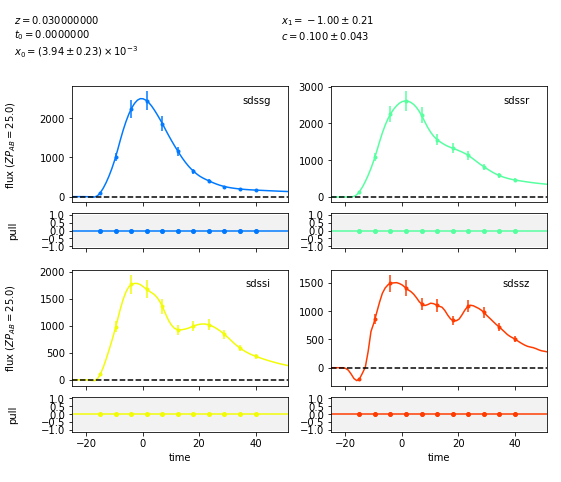 z = 0.030000000
t₀ = 0.0000000
x₀ = (3.94 ± 0.23) × 10⁻³
x₁ = −1.00 ± 0.21
c = 0.100 ± 0.043
flux (ZP_AB = 25.0)
2000
1000
0
sdssg
3000
2000
1000
0
sdssr
pull
1.0
0.5
0.0
−0.5
−1.0
1.0
0.5
0.0
−0.5
−1.0
flux (ZP_AB = 25.0)
2000
1500
1000
500
0
sdssi
1500
1000
500
0
sdssz
pull
1.0
0.5
0.0
−0.5
−1.0
1.0
0.5
0.0
−0.5
−1.0
−20 0 20 40
−20 0 20 40
time
time